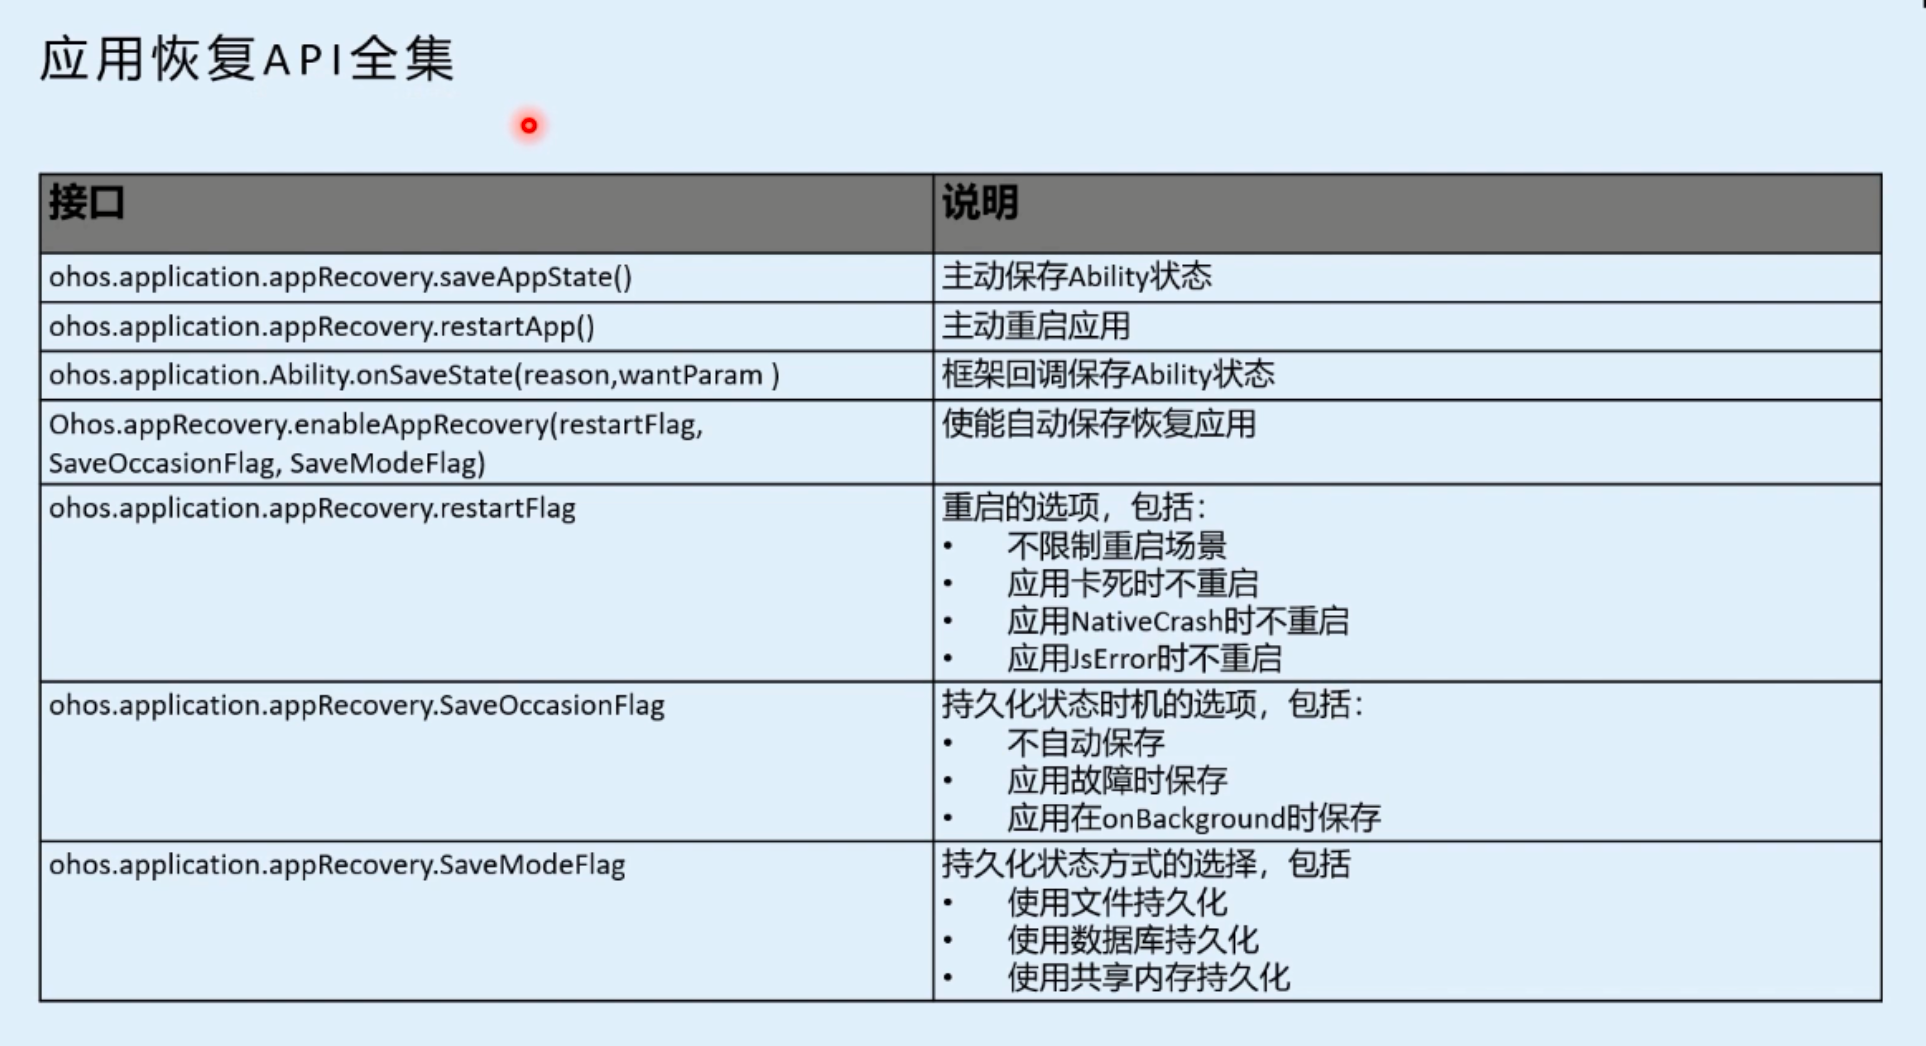 应用恢复API全集
接口
说明
ohos.application.appRecovery.saveAppState()
主动保存Ability状态
ohos.application.appRecovery.restartApp()
主动重启应用
ohos.application.Ability.onSaveState(reason,wantParam )
框架回调保存Ability状态
Ohos.appRecovery.enableAppRecovery(restartFlag,
SaveOccasionFlag, SaveModeFlag)
使能自动保存恢复应用
ohos.application.appRecovery.restartFlag
重启的选项，包括：
• 不限制重启场景
• 应用卡死时不重启
• 应用NativeCrash时不重启
• 应用JsError时不重启
ohos.application.appRecovery.SaveOccasionFlag
持久化状态时机的选项，包括：
• 不自动保存
• 应用故障时保存
• 应用在onBackground时保存
ohos.application.appRecovery.SaveModeFlag
持久化状态方式的选择，包括
• 使用文件持久化
• 使用数据库持久化
• 使用共享内存持久化